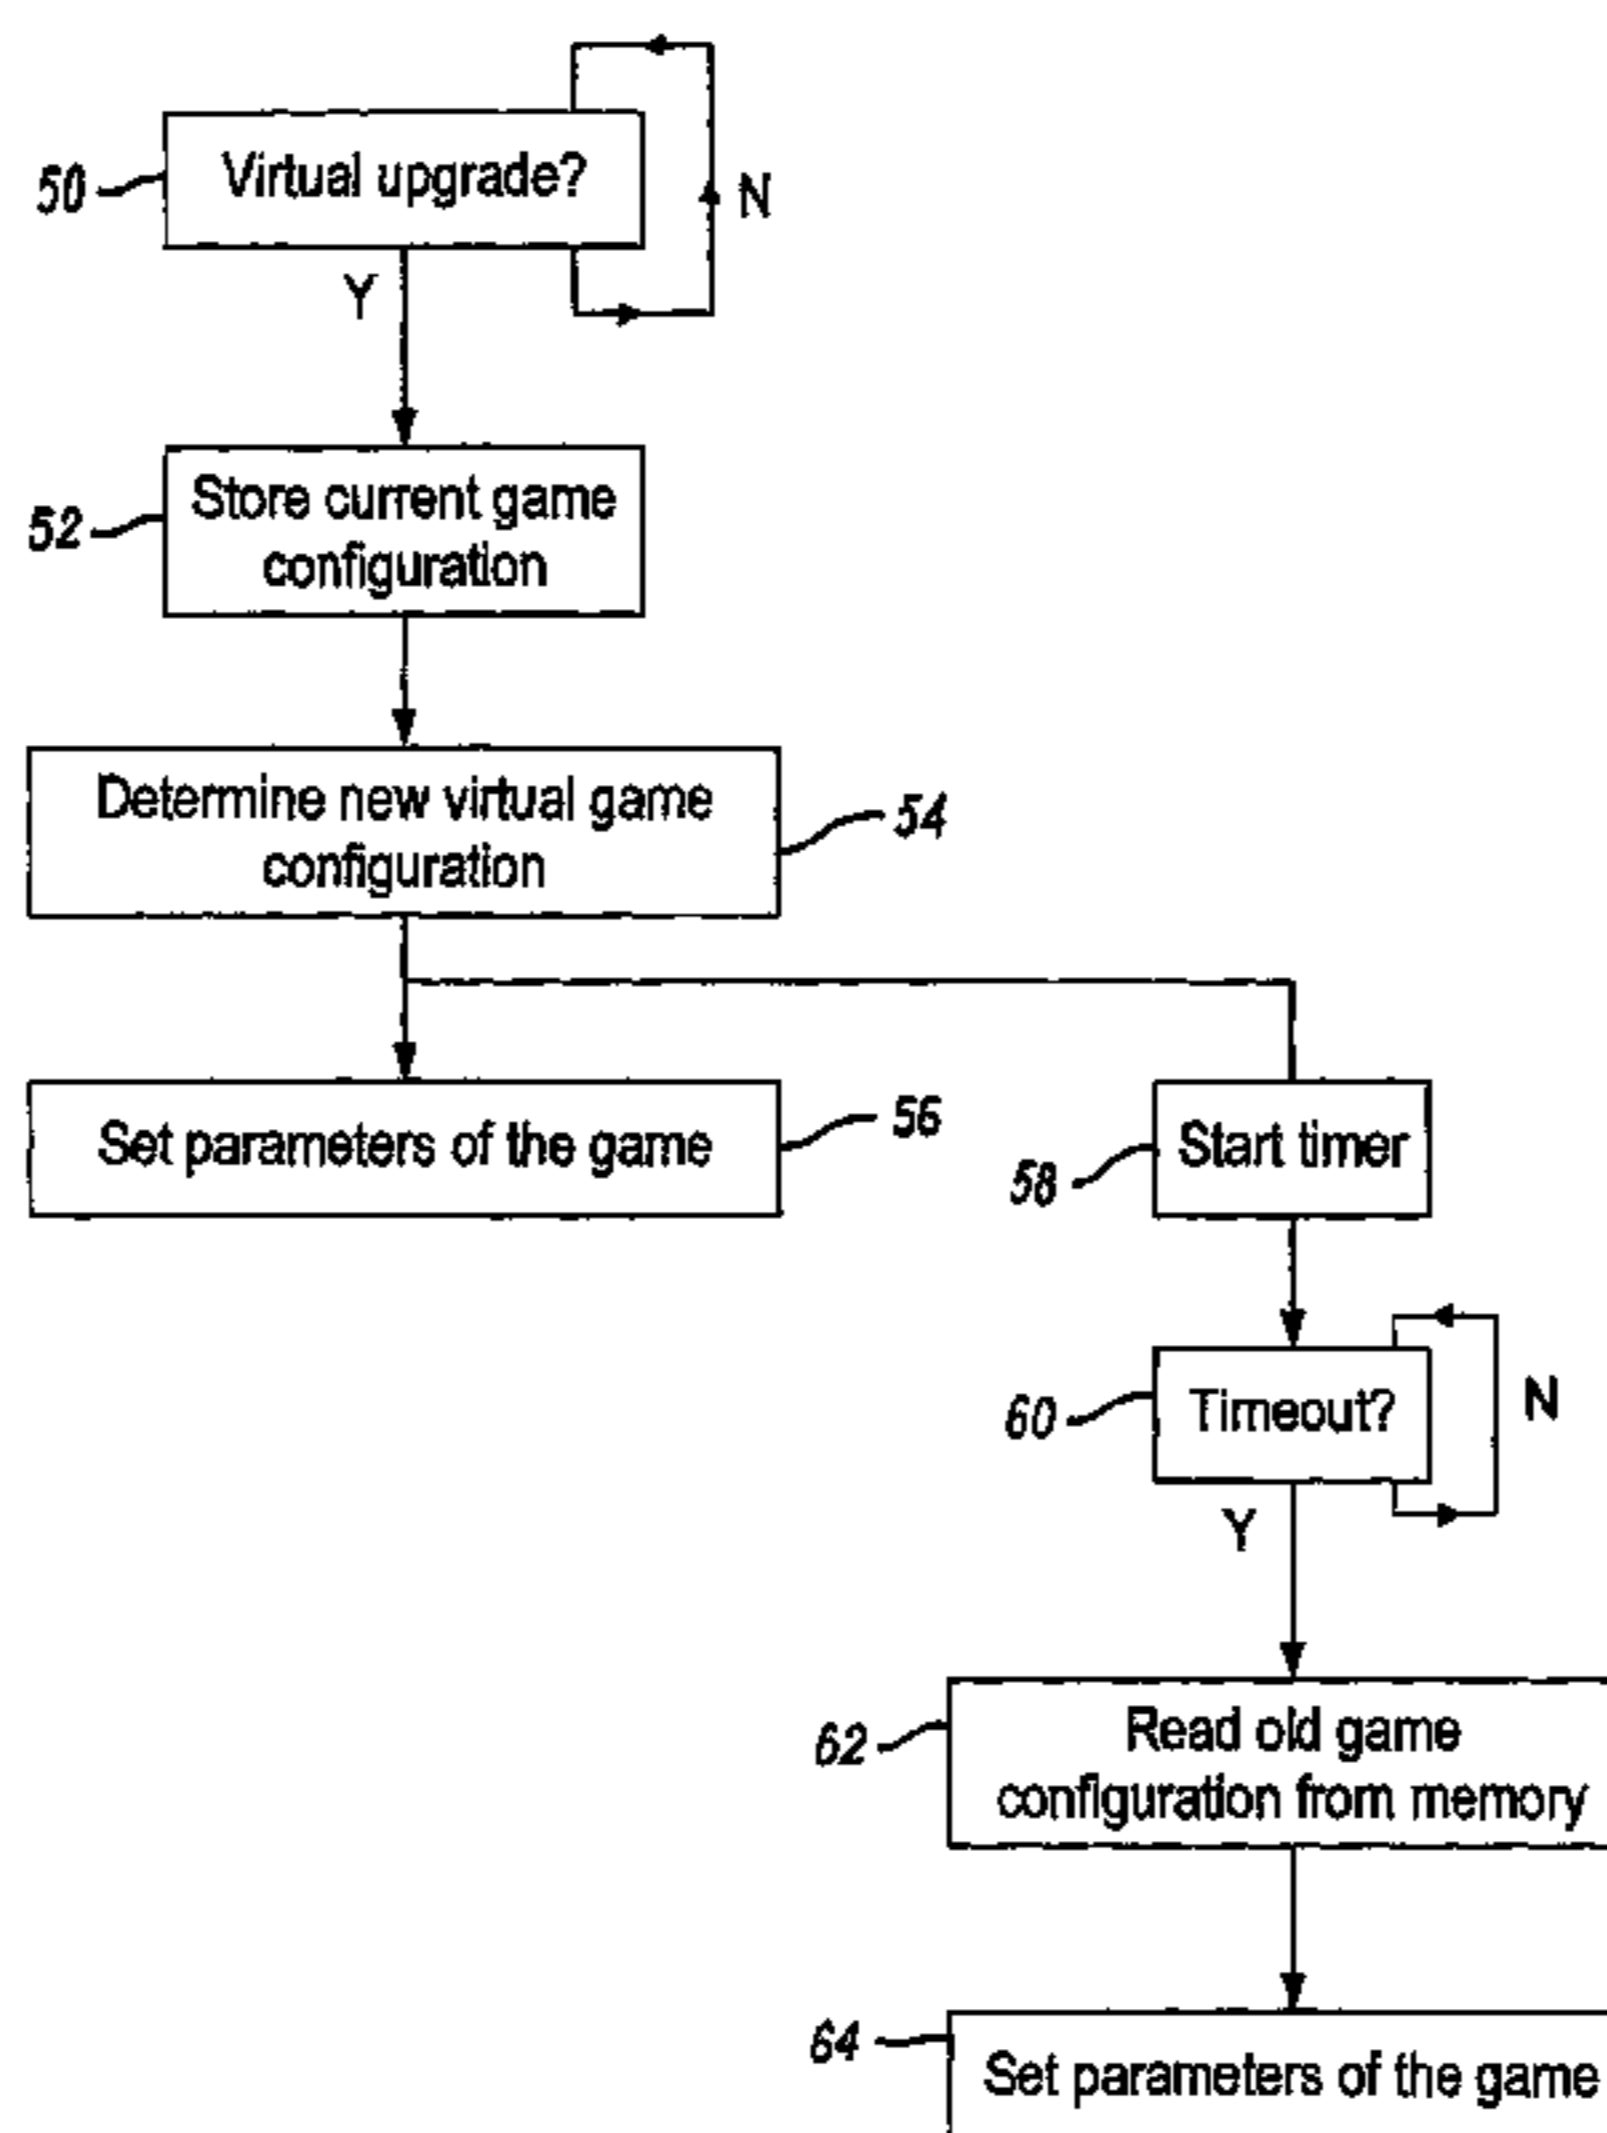 50
Virtual upgrade?
N
Y
52
Store current game
configuration
Determine new virtual game
configuration
54
Set parameters of the game
56
58
Start timer
60
Timeout?
N
Y
62
Read old game
configuration from memory
64
Set parameters of the game